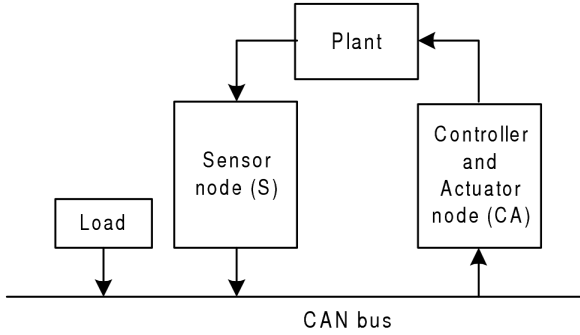 Plant
Sensor
node (S)
Controller
and
Actuator
node (CA)
Load
CAN bus